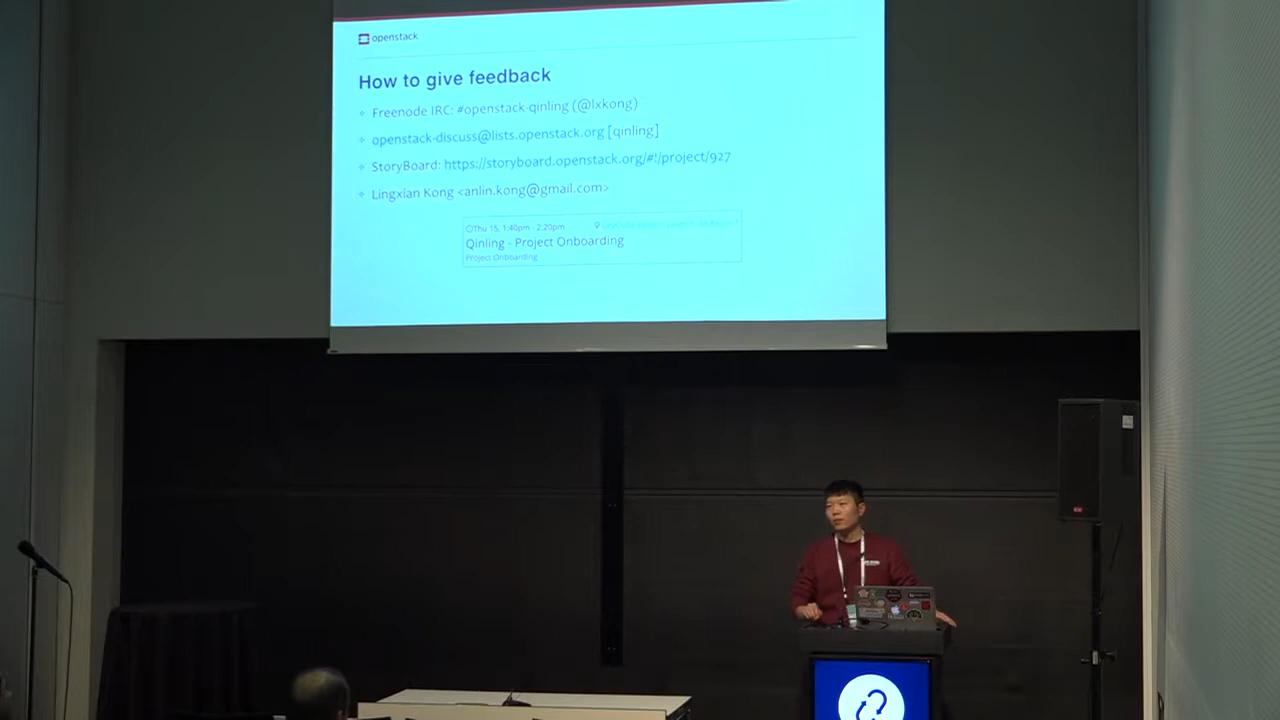 openstack
How to give feedback
Freenode IRC: #openstack-qinling (@lxkong)
openstack-discuss@lists.openstack.org [qinling]
StoryBoard: https://storyboard.openstack.org/#!/project/927
Lingxian Kong <anlin.kong@gmail.com>
Thu 15, 1:40pm - 2:20pm
Qinling - Project Onboarding
Project Onboarding